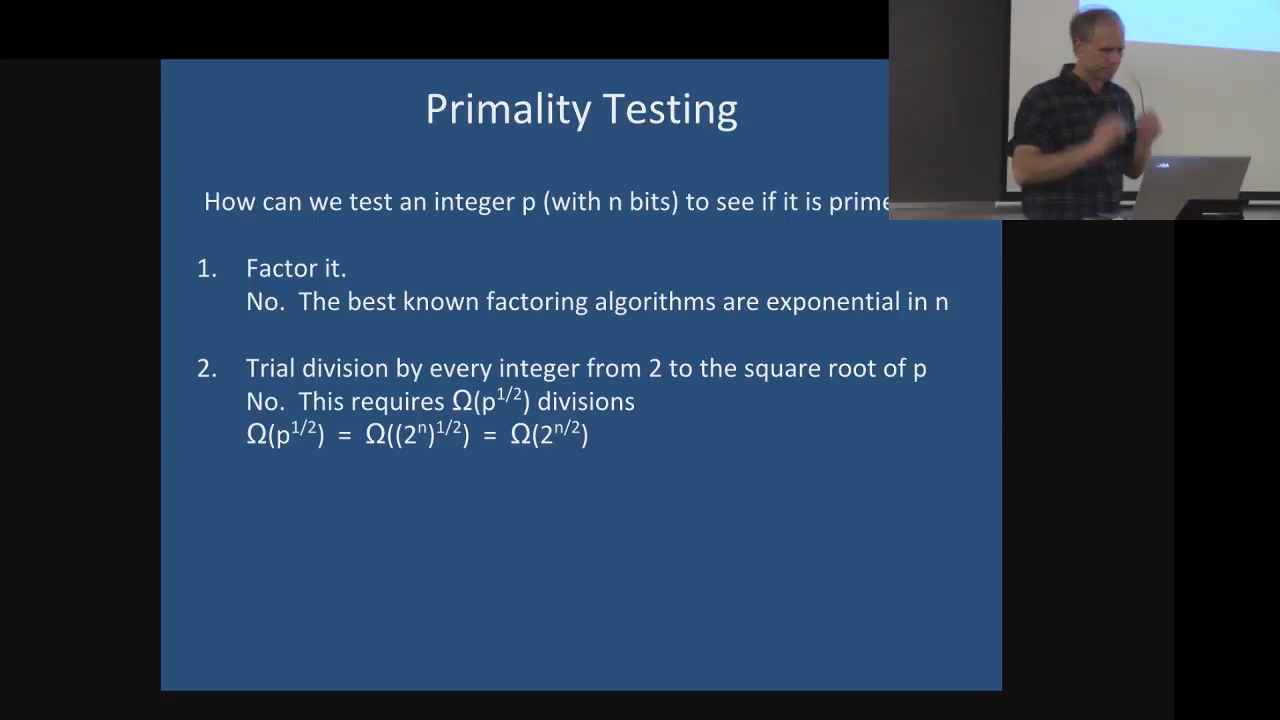 Primality Testing
How can we test an integer p (with n bits) to see if it is prime
1. Factor it.
No. The best known factoring algorithms are exponential in n
2. Trial division by every integer from 2 to the square root of p
No. This requires Ω(p^1/2) divisions
Ω(p^1/2) = Ω((2^n)^1/2) = Ω(2^n/2)